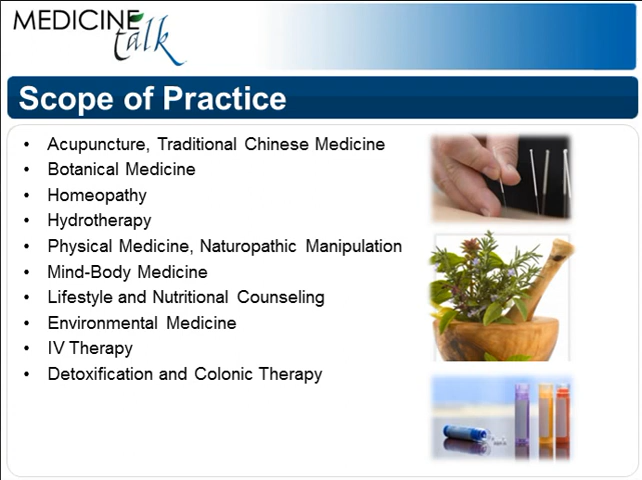 MEDICINE
talk
Scope of Practice
• Acupuncture, Traditional Chinese Medicine
• Botanical Medicine
• Homeopathy
• Hydrotherapy
• Physical Medicine, Naturopathic Manipulation
• Mind-Body Medicine
• Lifestyle and Nutritional Counseling
• Environmental Medicine
• IV Therapy
• Detoxification and Colonic Therapy